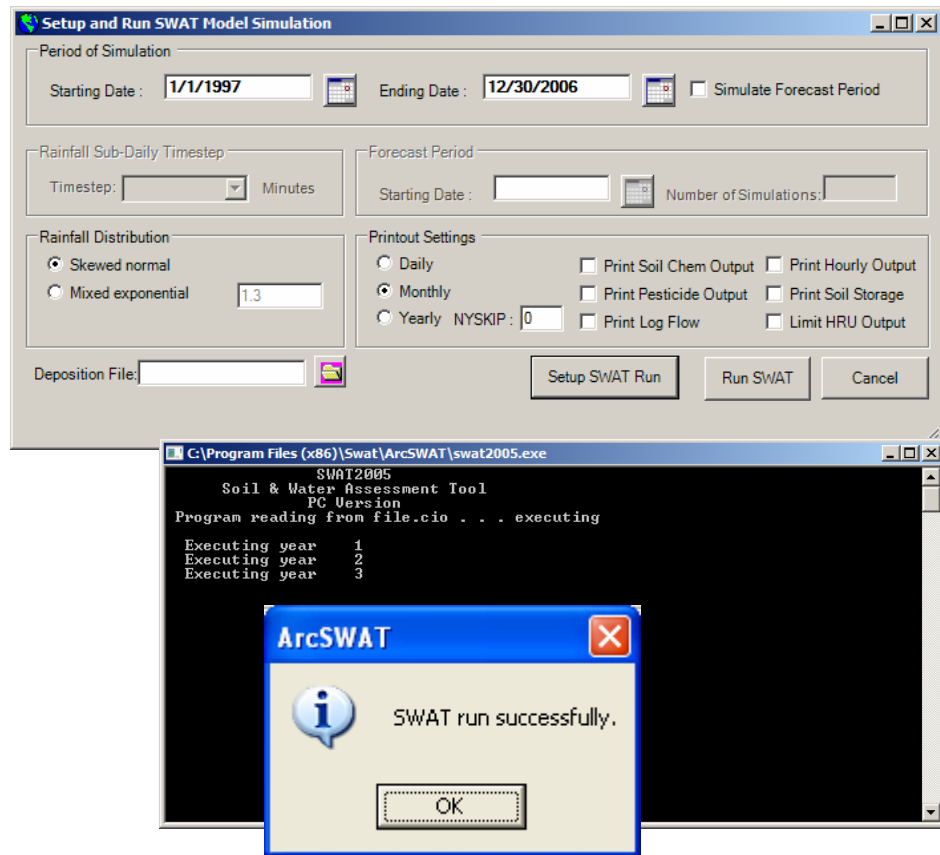 Setup and Run SWAT Model Simulation
Period of Simulation
Starting Date : 1/1/1997 Ending Date : 12/30/2006 Simulate Forecast Period
Rainfall Sub-Daily Timestep
Timestep: Minutes
Forecast Period
Starting Date : Number of Simulations:
Rainfall Distribution
Skewed normal
Mixed exponential 1.3
Printout Settings
Daily Print Soil Chem Output Print Hourly Output
Monthly Print Pesticide Output Print Soil Storage
Yearly NYSKIP : 0 Print Log Flow Limit HRU Output
Deposition File: Setup SWAT Run Run SWAT Cancel
C:\Program Files (x86)\Swat\ArcSWAT\swat2005.exe
SWAT2005
Soil & Water Assessment Tool
PC Version
Program reading from file.cio . . . executing
Executing year 1
Executing year 2
Executing year 3
ArcSWAT
SWAT run successfully.
OK